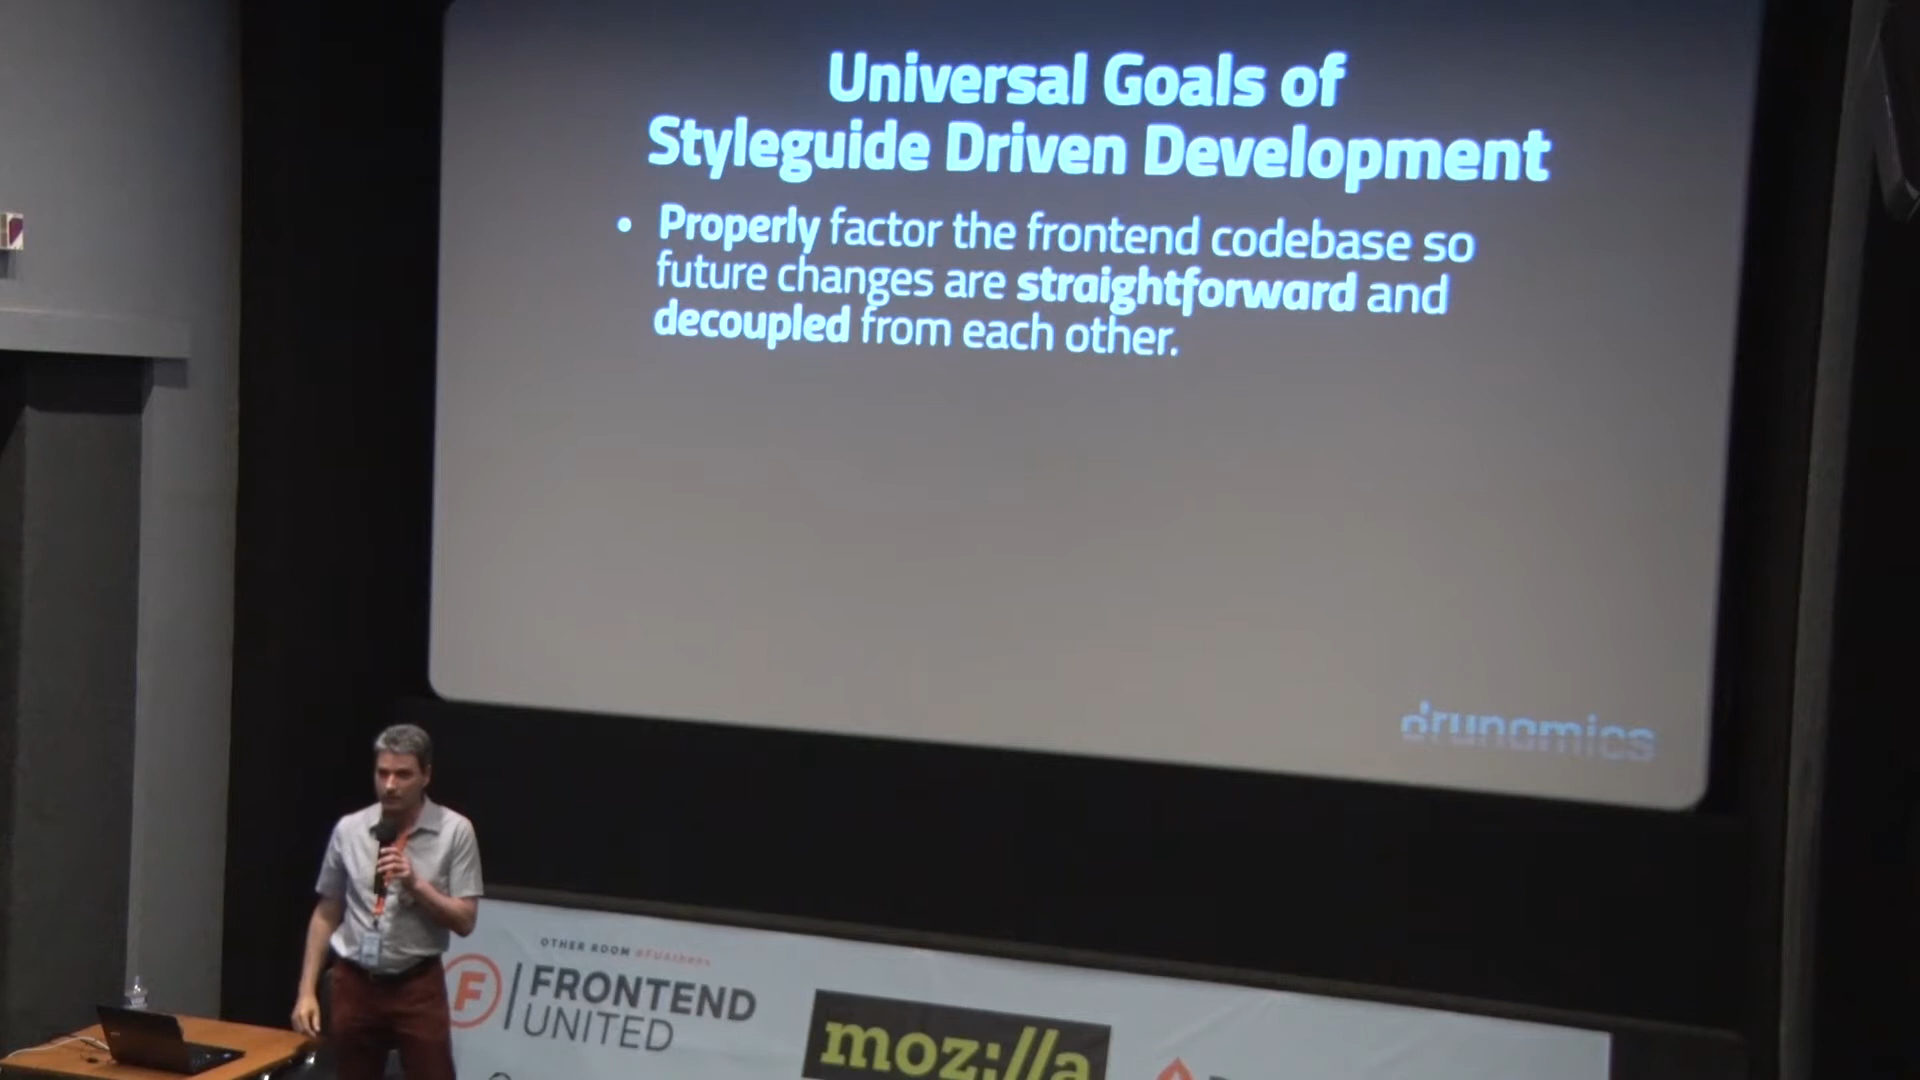 Universal Goals of
Styleguide Driven Development
• Properly factor the frontend codebase so
future changes are straightforward and
decoupled from each other.
drunomics
OTHER ROOM #FUAthens
F
FRONTEND
UNITED
moz://a